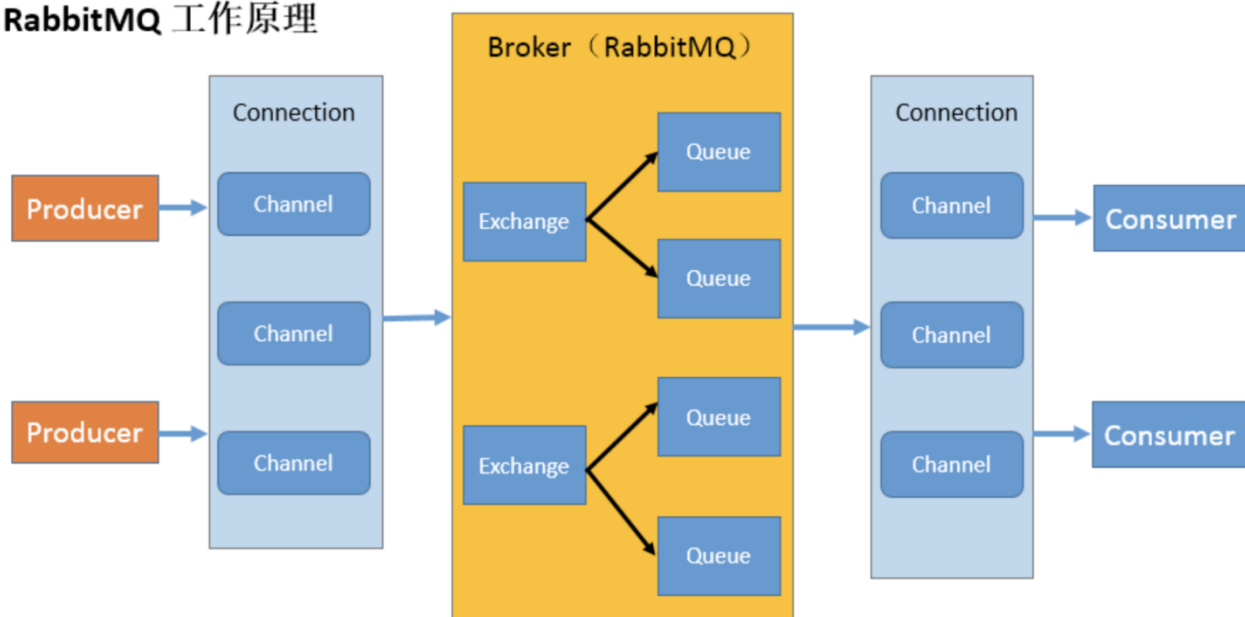 RabbitMQ 工作原理
Broker（RabbitMQ）
Connection
Channel
Channel
Channel
Producer
Producer
Exchange
Queue
Queue
Exchange
Queue
Queue
Connection
Channel
Channel
Channel
Consumer
Consumer